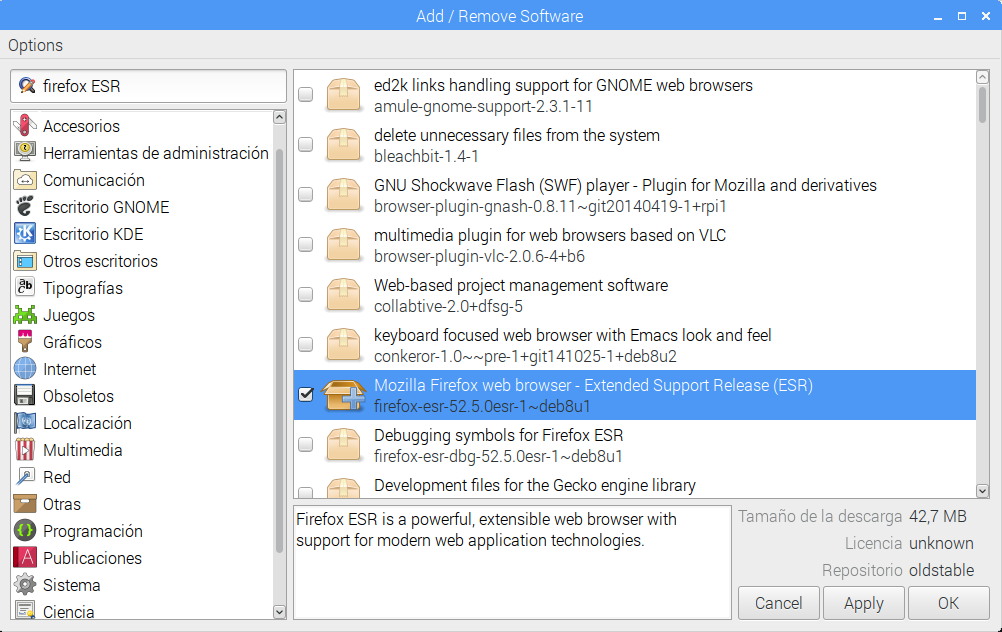 Add / Remove Software
Options
firefox ESR
Accesorios
Herramientas de administración
Comunicación
Escritorio GNOME
Escritorio KDE
Otros escritorios
Tipografías
Juegos
Gráficos
Internet
Obsoletos
Localización
Multimedia
Red
Otras
Programación
Publicaciones
Sistema
Ciencia
ed2k links handling support for GNOME web browsers
amule-gnome-support-2.3.1-11
delete unnecessary files from the system
bleachbit-1.4-1
GNU Shockwave Flash (SWF) player - Plugin for Mozilla and derivatives
browser-plugin-gnash-0.8.11~git20140419-1+rpi1
multimedia plugin for web browsers based on VLC
browser-plugin-vlc-2.0.6-4+b6
Web-based project management software
collabtive-2.0+dfsg-5
keyboard focused web browser with Emacs look and feel
conkeror-1.0~~pre-1+git141025-1+deb8u2
Mozilla Firefox web browser - Extended Support Release (ESR)
firefox-esr-52.5.0esr-1~deb8u1
Debugging symbols for Firefox ESR
firefox-esr-dbg-52.5.0esr-1~deb8u1
Development files for the Gecko engine library
Firefox ESR is a powerful, extensible web browser with
support for modern web application technologies.
Tamaño de la descarga 42,7 MB
Licencia unknown
Repositorio oldstable
Cancel Apply OK